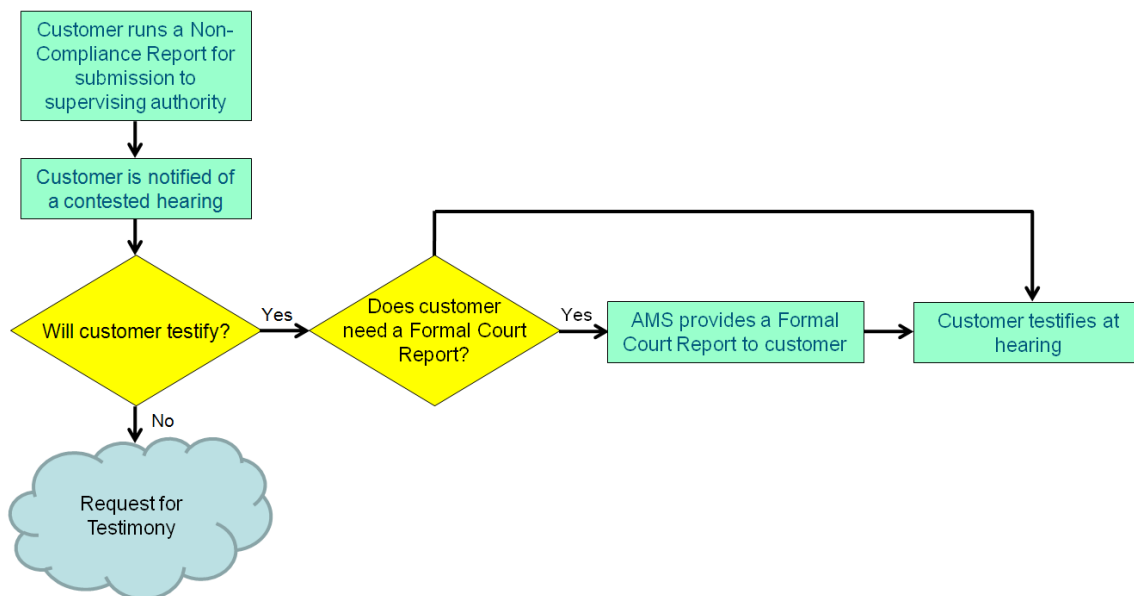 Customer runs a Non-
Compliance Report for
submission to
supervising authority
Customer is notified of
a contested hearing
Will customer testify?
Yes
Does customer
need a Formal Court
Report?
Yes
AMS provides a Formal
Court Report to customer
Customer testifies at
hearing
No
Request for
Testimony